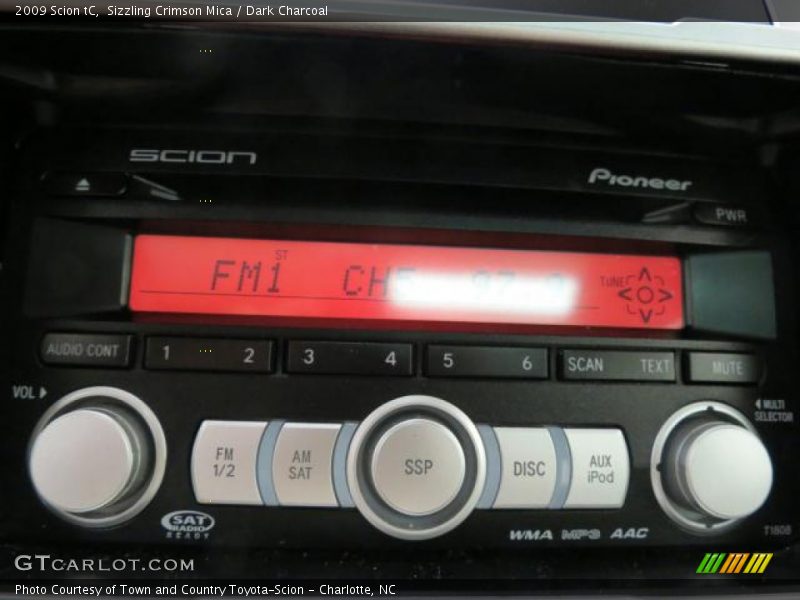 2009 Scion tC, Sizzling Crimson Mica / Dark Charcoal
SCION
Pioneer
PWR
ST
FM1 CH5
TUNE
AUDIO CONT
1 2
3 4
5 6
SCAN TEXT
MUTE
VOL
MULTI
SELECTOR
FM
1/2
AM
SAT
SSP
DISC
AUX
iPod
SAT
RADIO
READY
WMA MP3 AAC
T1808
GTCARLOT.COM
Photo Courtesy of Town and Country Toyota-Scion - Charlotte, NC